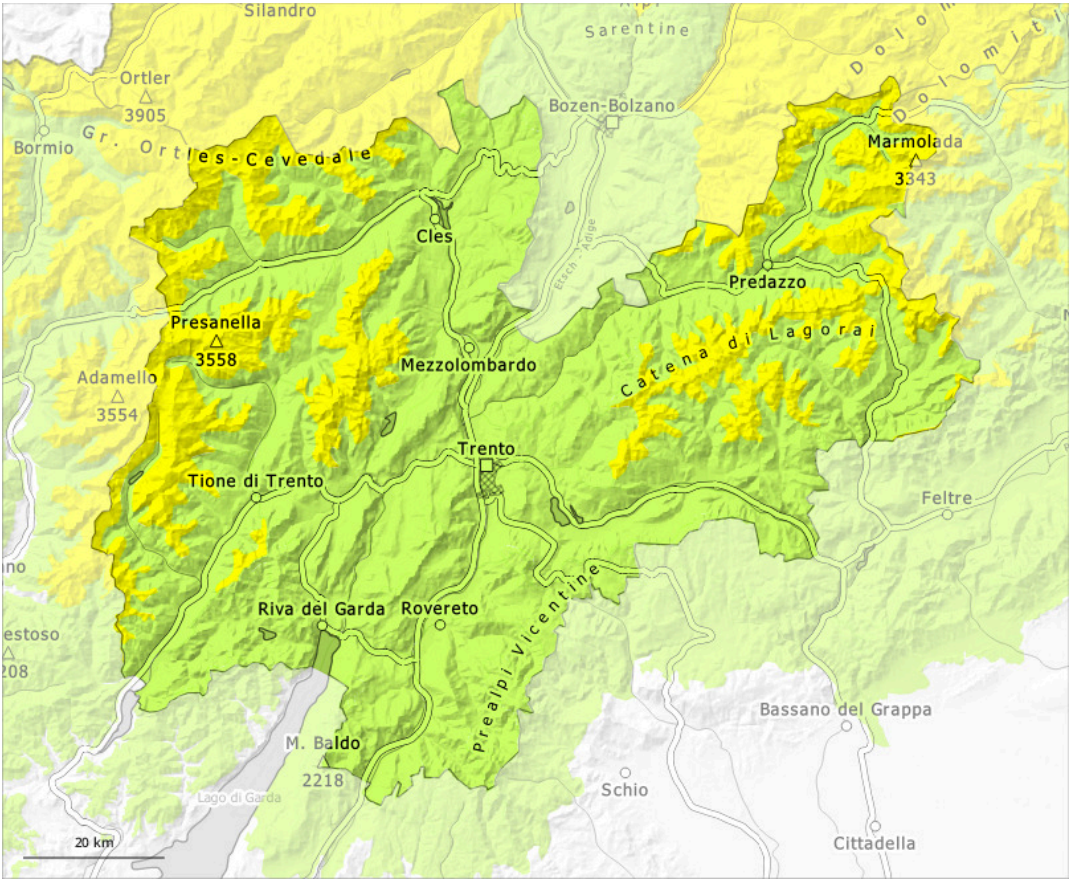 Silandro
Sarentine
Ortler
3905
Bozen-Bolzano
Dolomiti
Bormio
Gr. Ortles-Cevedale
Marmolada
3343
Cles
Etsch - Adige
Predazzo
Presanella
3558
Catena di Lagorai
Mezzolombardo
Adamello
3554
Trento
Tione di Trento
Feltre
Riva del Garda
Rovereto
estoso
208
Prealpi Vicentine
Bassano del Grappa
M. Baldo
2218
Schio
Lago di Garda
20 km
Cittadella